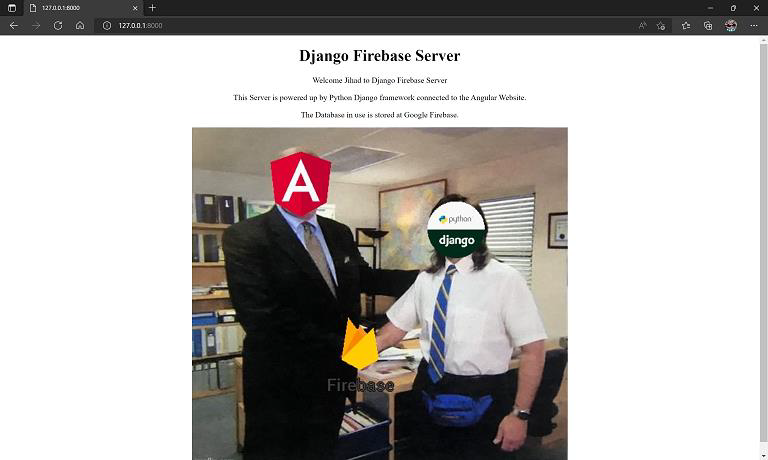 127.0.0.1:8000
127.0.0.1:8000
Django Firebase Server
Welcome Jihad to Django Firebase Server
This Server is powered up by Python Django framework connected to the Angular Website.
The Database in use is stored at Google Firebase.
A
python
django
Firebase